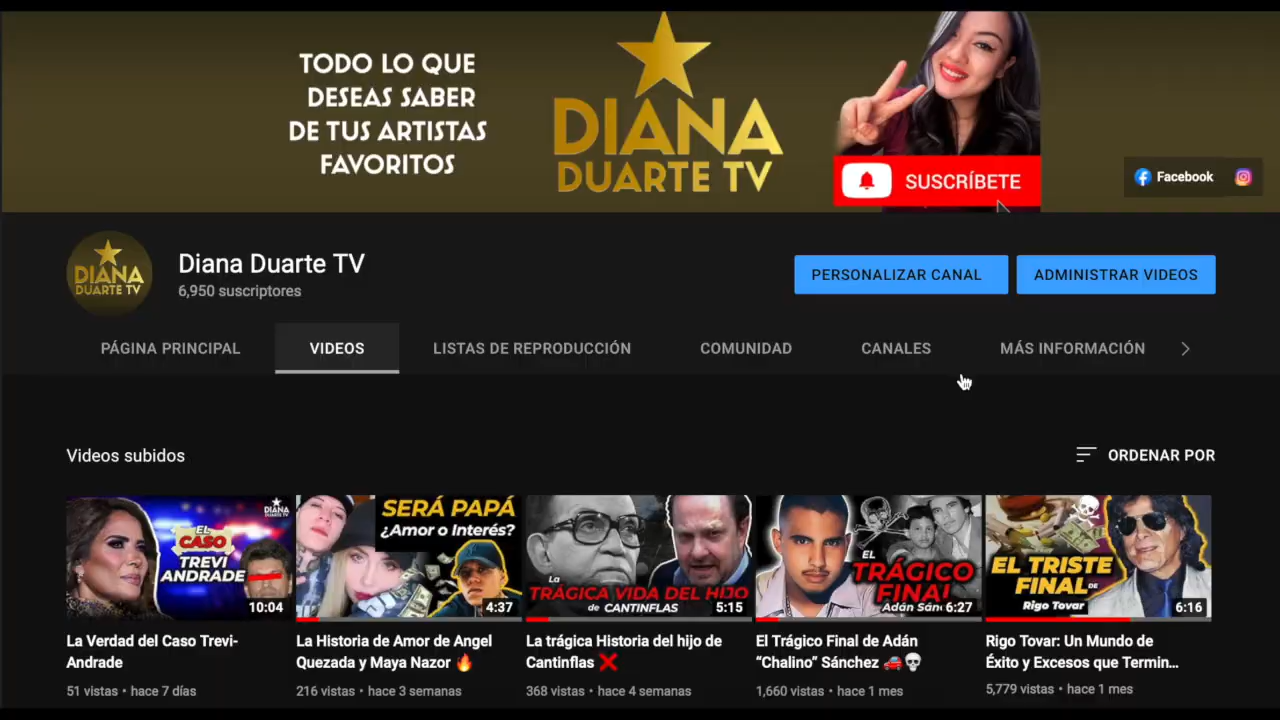 TODO LO QUE
DESEAS SABER
DE TUS ARTISTAS
FAVORITOS
DIANA
DUARTE TV
SUSCRÍBETE
Facebook
DIANA
DUARTE TV
Diana Duarte TV
6,950 suscriptores
PERSONALIZAR CANAL
ADMINISTRAR VIDEOS
PÁGINA PRINCIPAL
VIDEOS
LISTAS DE REPRODUCCIÓN
COMUNIDAD
CANALES
MÁS INFORMACIÓN
Videos subidos
ORDENAR POR
DIANA
DUARTE TV
EL
CASO
TREVI
ANDRADE
10:04
SERÁ PAPÁ
¿Amor o Interés?
4:37
La
TRÁGICA VIDA DEL HIJO
de CANTINFLAS
5:15
EL
TRÁGICO
FINAL
Adán Sán
6:27
EL TRISTE
FINAL DE
Rigo Tovar
6:16
La Verdad del Caso Trevi-
Andrade
51 vistas • hace 7 días
La Historia de Amor de Angel
Quezada y Maya Nazor 🔥
216 vistas • hace 3 semanas
La trágica Historia del hijo de
Cantinflas ❌
368 vistas • hace 4 semanas
El Trágico Final de Adán
“Chalino” Sánchez 🚗💀
1,660 vistas • hace 1 mes
Rigo Tovar: Un Mundo de
Éxito y Excesos que Termin...
5,779 vistas • hace 1 mes